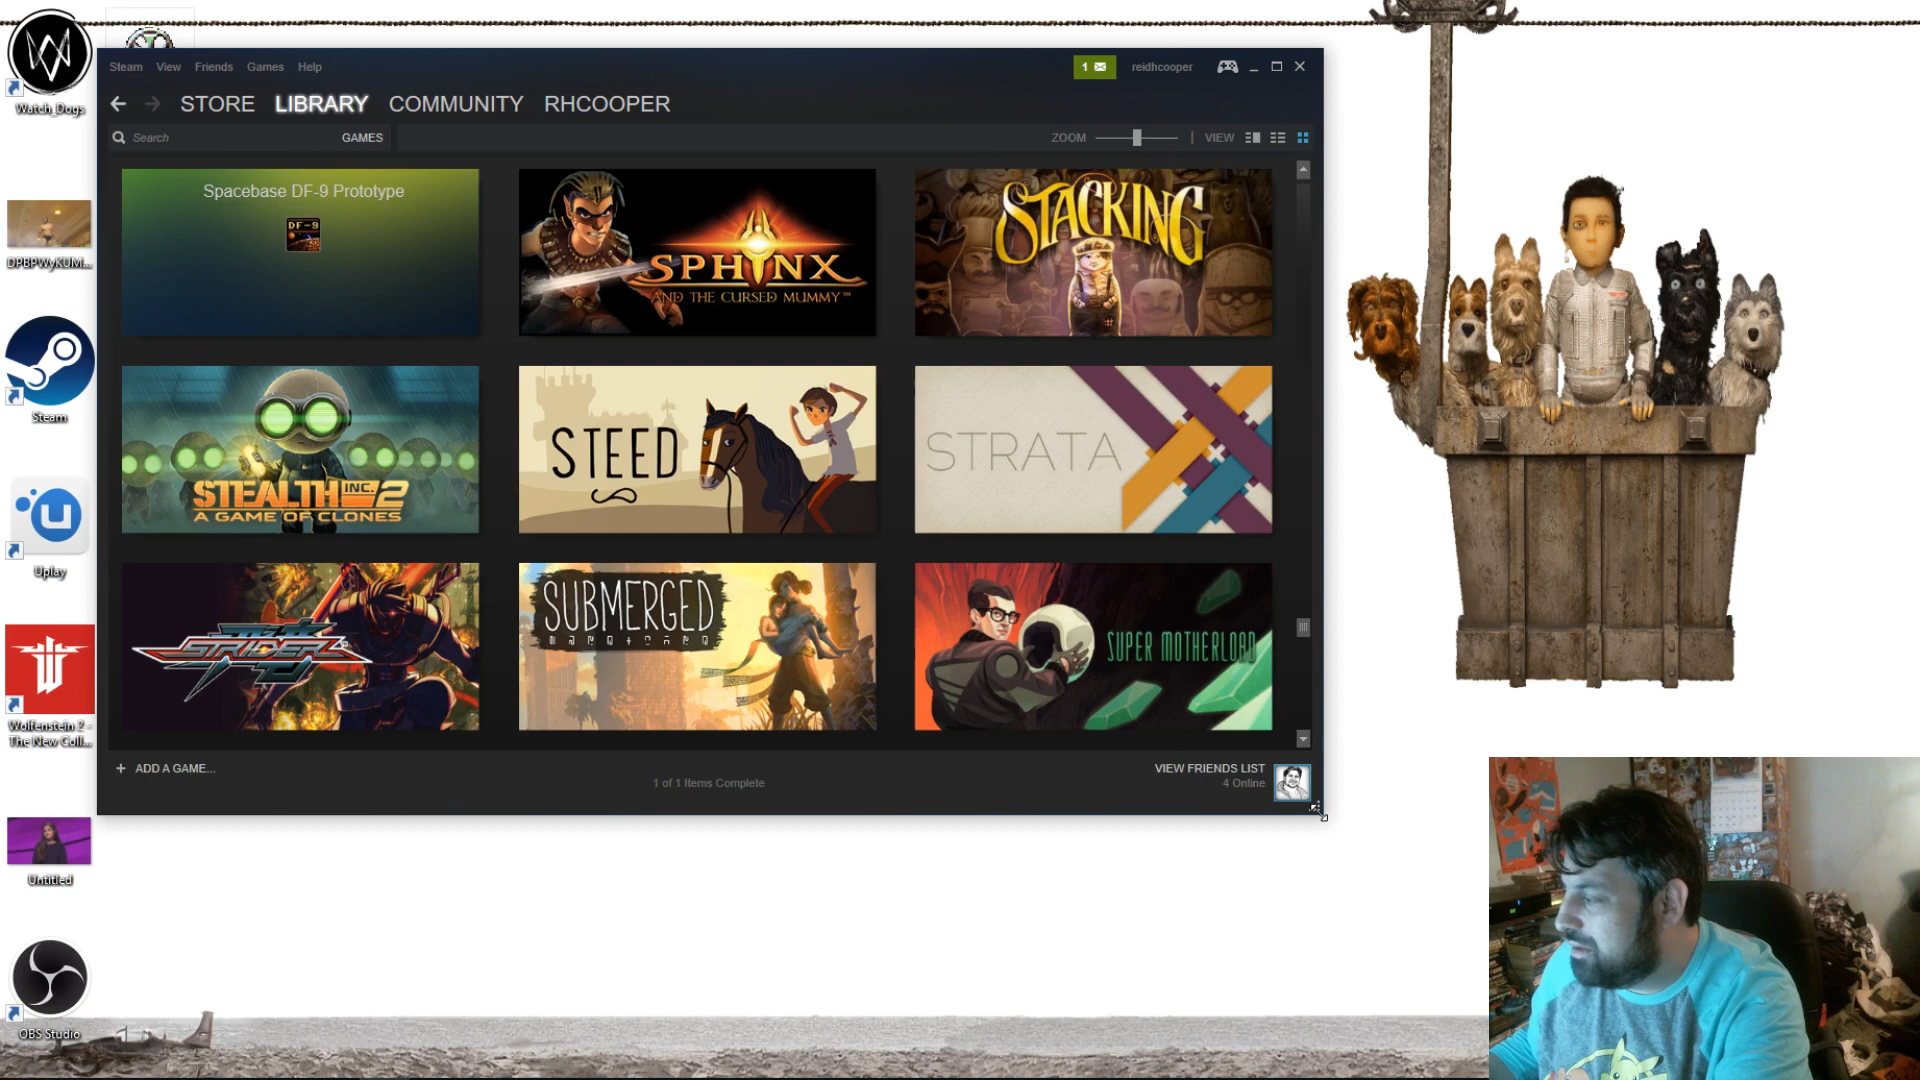 Steam View Friends Games Help
1
reidhcooper
STORE LIBRARY COMMUNITY RHCOOPER
Search
GAMES
ZOOM
VIEW
Spacebase DF-9 Prototype
DF-9
SPHINX
AND THE CURSED MUMMY™
STACKING
STEALTH INC. 2
A GAME OF CLONES
STEED
STRATA
STRIDER
SUBMERGED
SUPER MOTHERLOAD
+ ADD A GAME...
1 of 1 Items Complete
VIEW FRIENDS LIST
4 Online
Watch_Dogs
DPBPWyKUM...
Steam
Uplay
Wolfenstein 2 -
The New Coll...
Untitled
OBS Studio